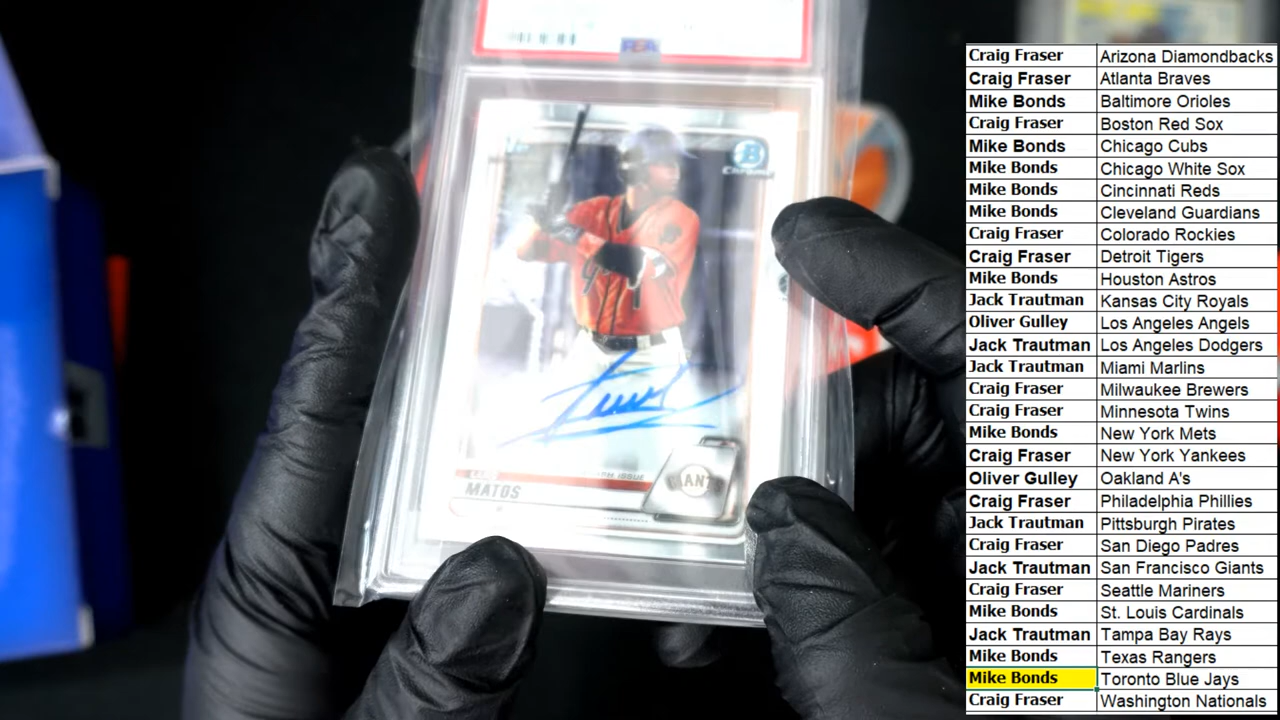 PSA
Chrome
MATOS
GIANTS
Craig Fraser Arizona Diamondbacks
Craig Fraser Atlanta Braves
Mike Bonds Baltimore Orioles
Craig Fraser Boston Red Sox
Mike Bonds Chicago Cubs
Mike Bonds Chicago White Sox
Mike Bonds Cincinnati Reds
Mike Bonds Cleveland Guardians
Craig Fraser Colorado Rockies
Craig Fraser Detroit Tigers
Mike Bonds Houston Astros
Jack Trautman Kansas City Royals
Oliver Gulley Los Angeles Angels
Jack Trautman Los Angeles Dodgers
Jack Trautman Miami Marlins
Craig Fraser Milwaukee Brewers
Craig Fraser Minnesota Twins
Mike Bonds New York Mets
Craig Fraser New York Yankees
Oliver Gulley Oakland A's
Craig Fraser Philadelphia Phillies
Jack Trautman Pittsburgh Pirates
Craig Fraser San Diego Padres
Jack Trautman San Francisco Giants
Craig Fraser Seattle Mariners
Mike Bonds St. Louis Cardinals
Jack Trautman Tampa Bay Rays
Mike Bonds Texas Rangers
Mike Bonds Toronto Blue Jays
Craig Fraser Washington Nationals